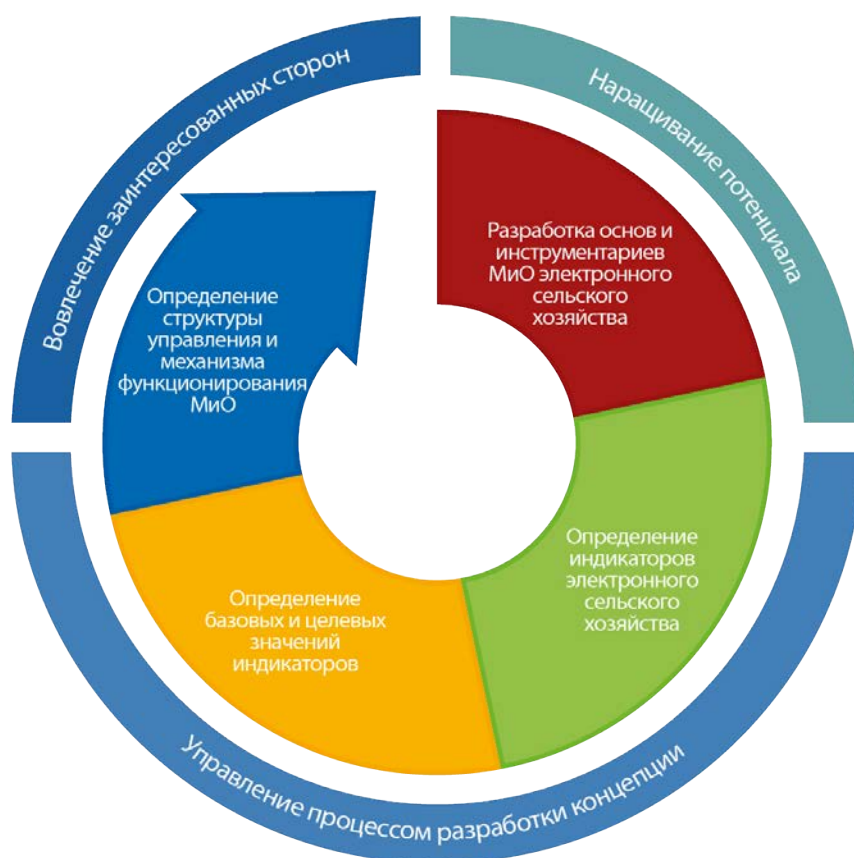 Вовлечение заинтересованных сторон
Наращивание потенциала
Разработка основ и
инструментариев
МиО электронного
сельского
хозяйства
Определение
индикаторов
электронного
сельского
хозяйства
Определение
базовых и целевых
значений
индикаторов
Определение
структуры
управления и
механизма
функционирования
МиО
Управление процессом разработки концепции